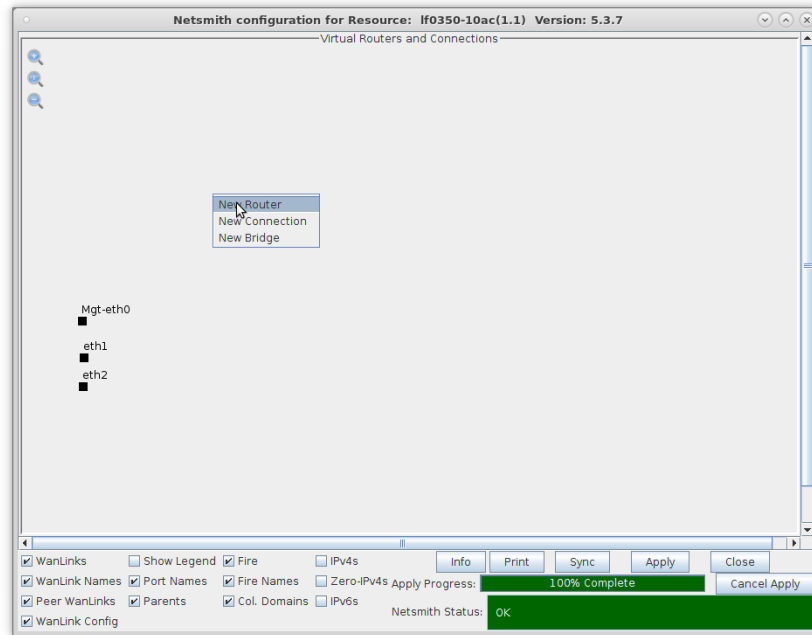 Netsmith configuration for Resource: lf0350-10ac(1.1) Version: 5.3.7
Virtual Routers and Connections
New Router
New Connection
New Bridge
Mgt-eth0
eth1
eth2
WanLinks Show Legend Fire IPv4s Info Print Sync Apply Close
WanLink Names Port Names Fire Names Zero-IPv4s Apply Progress: 100% Complete Cancel Apply
Peer WanLinks Parents Col. Domains IPv6s Netsmith Status: OK
WanLink Config